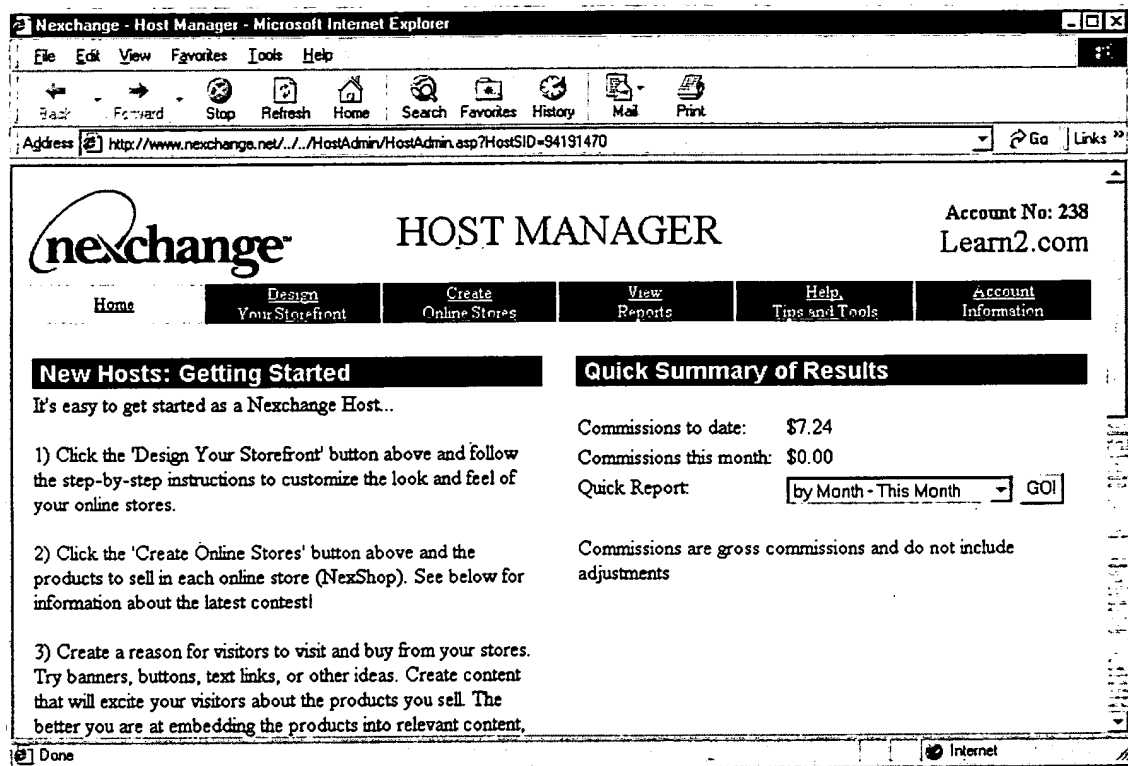 Nexchange - Host Manager - Microsoft Internet Explorer
File Edit View Favorites Tools Help
Back Forward Stop Refresh Home Search Favorites History Mail Print
Address http://www.nexchange.net/../../HostAdmin/HostAdmin.asp?HostSID=94191470 Go Links »
nexchange™
HOST MANAGER
Account No: 238
Learn2.com
Home
Design
Your Storefront
Create
Online Stores
View
Reports
Help,
Tips and Tools
Account
Information
New Hosts: Getting Started
It's easy to get started as a Nexchange Host...
1) Click the 'Design Your Storefront' button above and follow
the step-by-step instructions to customize the look and feel of
your online stores.
2) Click the 'Create Online Stores' button above and the
products to sell in each online store (NexShop). See below for
information about the latest contest!
3) Create a reason for visitors to visit and buy from your stores.
Try banners, buttons, text links, or other ideas. Create content
that will excite your visitors about the products you sell. The
better you are at embedding the products into relevant content,
Quick Summary of Results
Commissions to date: $7.24
Commissions this month: $0.00
Quick Report: by Month - This Month GO!
Commissions are gross commissions and do not include
adjustments
Done Internet